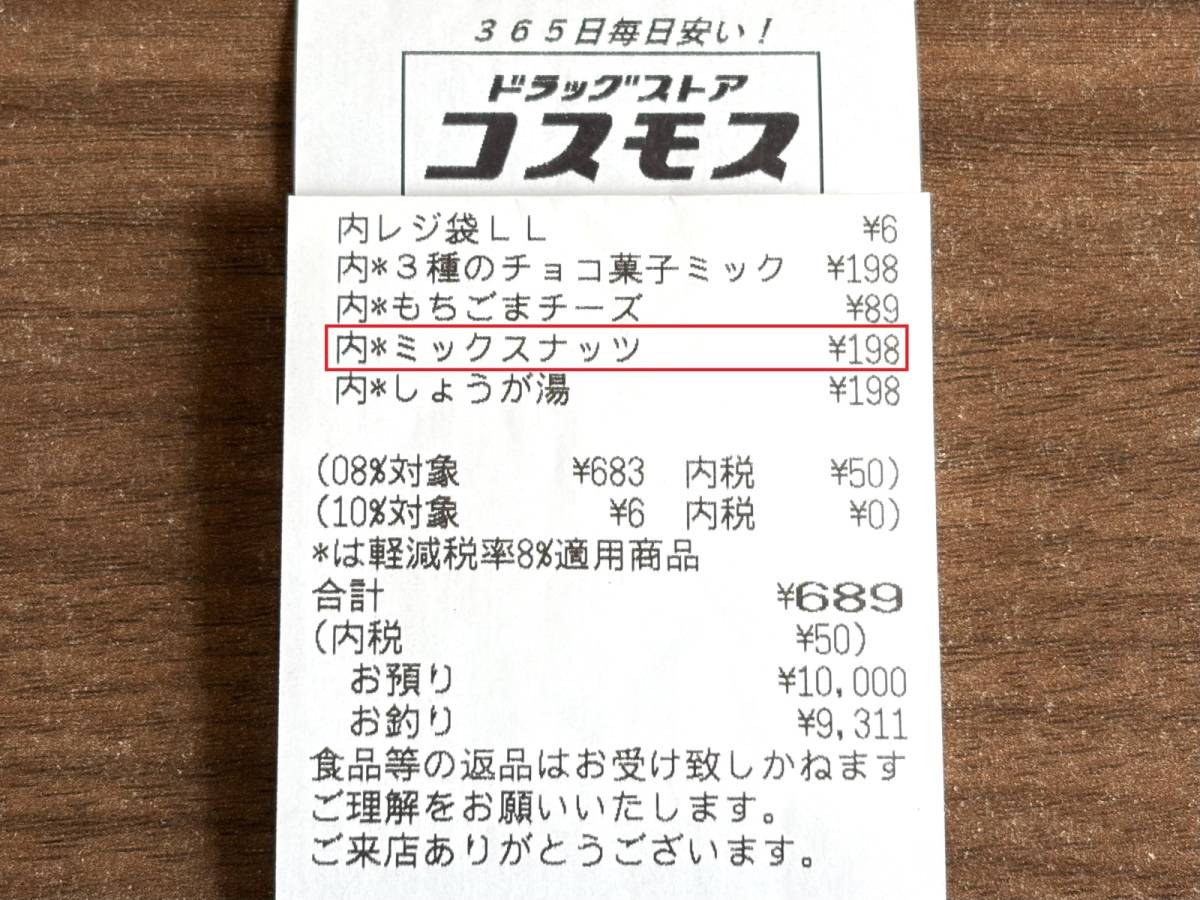 365日毎日安い!
ドラッグストア
コスモス
内レジ袋LL ¥6
内*3種のチョコ菓子ミック ¥198
内*もちごまチーズ ¥89
内*ミックスナッツ ¥198
内*しょうが湯 ¥198
(08%対象 ¥683 内税 ¥50)
(10%対象 ¥6 内税 ¥0)
*は軽減税率8%適用商品
合計 ¥689
(内税 ¥50)
お預り ¥10,000
お釣り ¥9,311
食品等の返品はお受け致しかねます
ご理解をお願いいたします。
ご来店ありがとうございます。